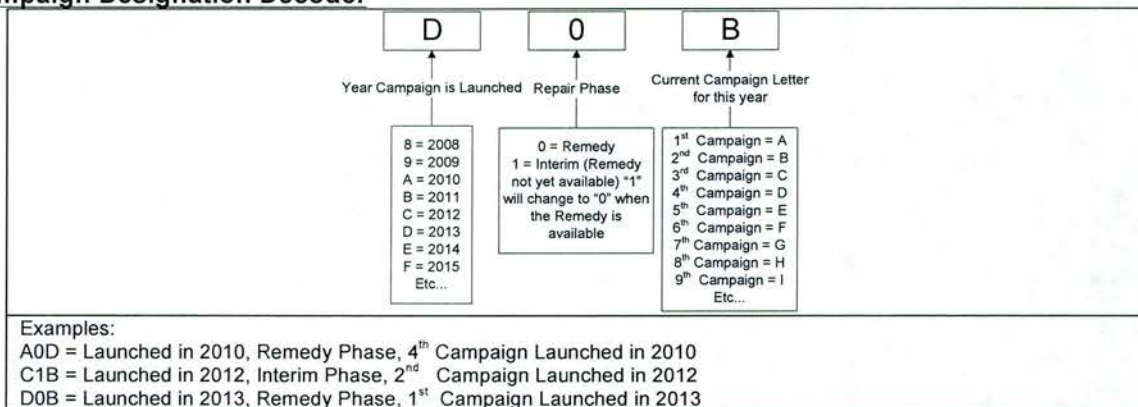 D 0 B
Year Campaign is Launched Repair Phase Current Campaign Letter
for this year
8 = 2008
9 = 2009
A = 2010
B = 2011
C = 2012
D = 2013
E = 2014
F = 2015
Etc...
0 = Remedy
1 = Interim (Remedy
not yet available) "1"
will change to "0" when
the Remedy is
available
1st Campaign = A
2nd Campaign = B
3rd Campaign = C
4th Campaign = D
5th Campaign = E
6th Campaign = F
7th Campaign = G
8th Campaign = H
9th Campaign = I
Etc...
Examples:
A0D = Launched in 2010, Remedy Phase, 4th Campaign Launched in 2010
C1B = Launched in 2012, Interim Phase, 2nd Campaign Launched in 2012
D0B = Launched in 2013, Remedy Phase, 1st Campaign Launched in 2013